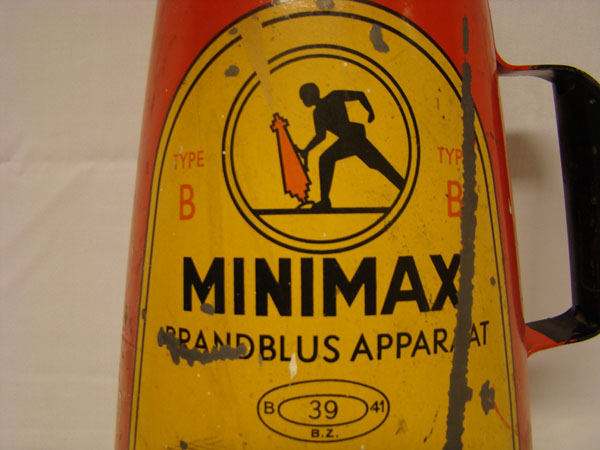 TYPE TYPE
B B
MINIMAX
BRANDBLUS APPARAAT
B 39 41
B.Z.